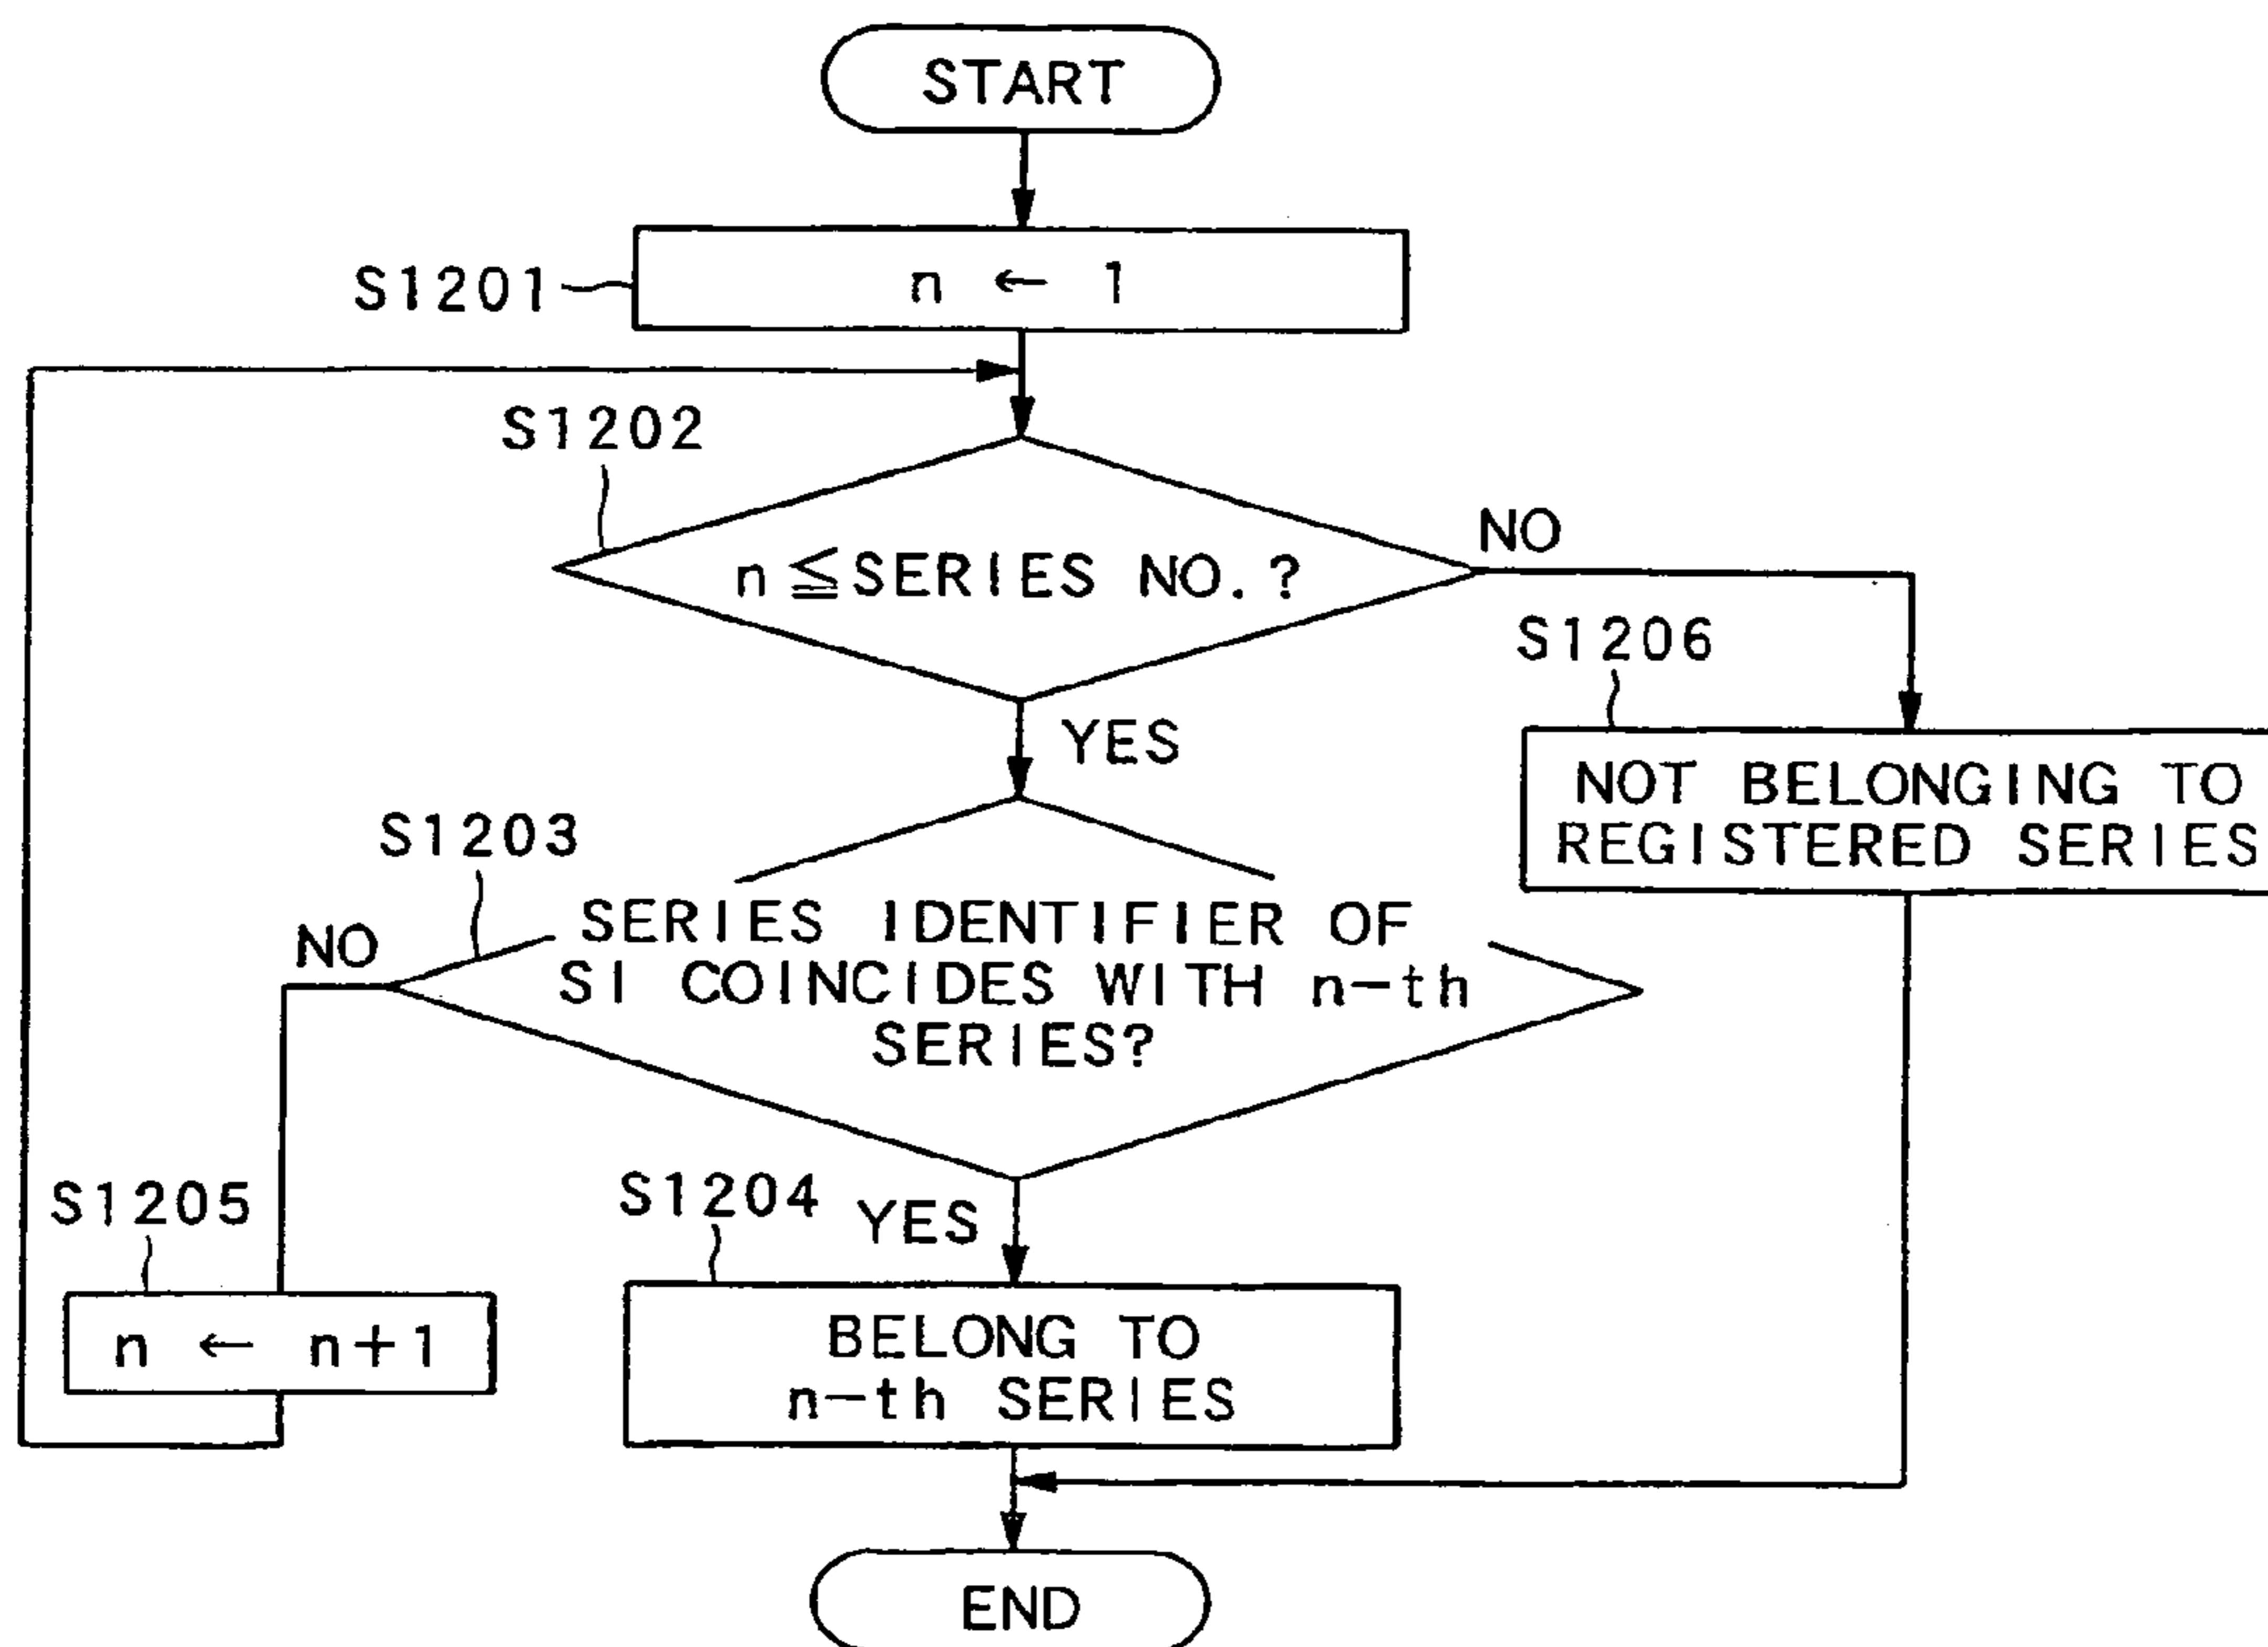 START
S1201
n ← 1
S1202
n ≦ SERIES NO.?
NO
S1206
YES
NOT BELONGING TO
REGISTERED SERIES
S1203
NO
SERIES IDENTIFIER OF
SI COINCIDES WITH n-th
SERIES?
S1205
S1204
YES
n ← n+1
BELONG TO
n-th SERIES
END